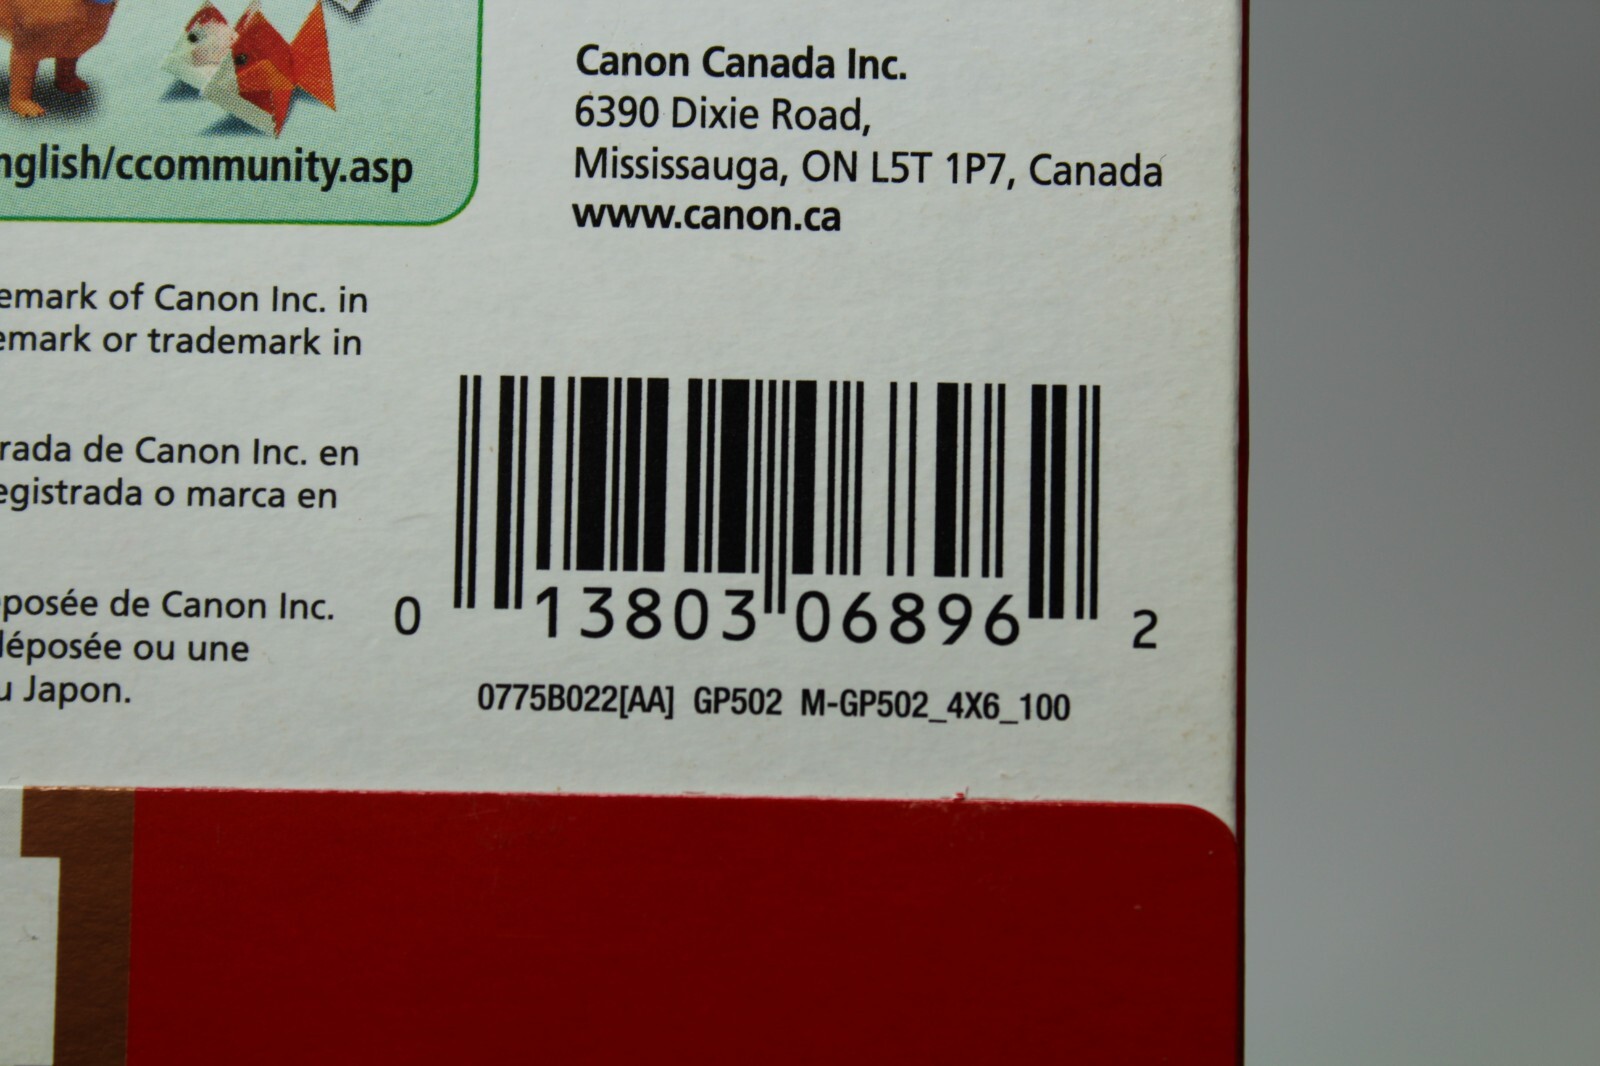 Canon Canada Inc.
6390 Dixie Road,
Mississauga, ON L5T 1P7, Canada
www.canon.ca
nglish/ccommunity.asp
emark of Canon Inc. in
emark or trademark in
rada de Canon Inc. en
egistrada o marca en
posée de Canon Inc.
déposée ou une
u Japon.
0 13803 06896 2
0775B022[AA] GP502 M-GP502_4X6_100